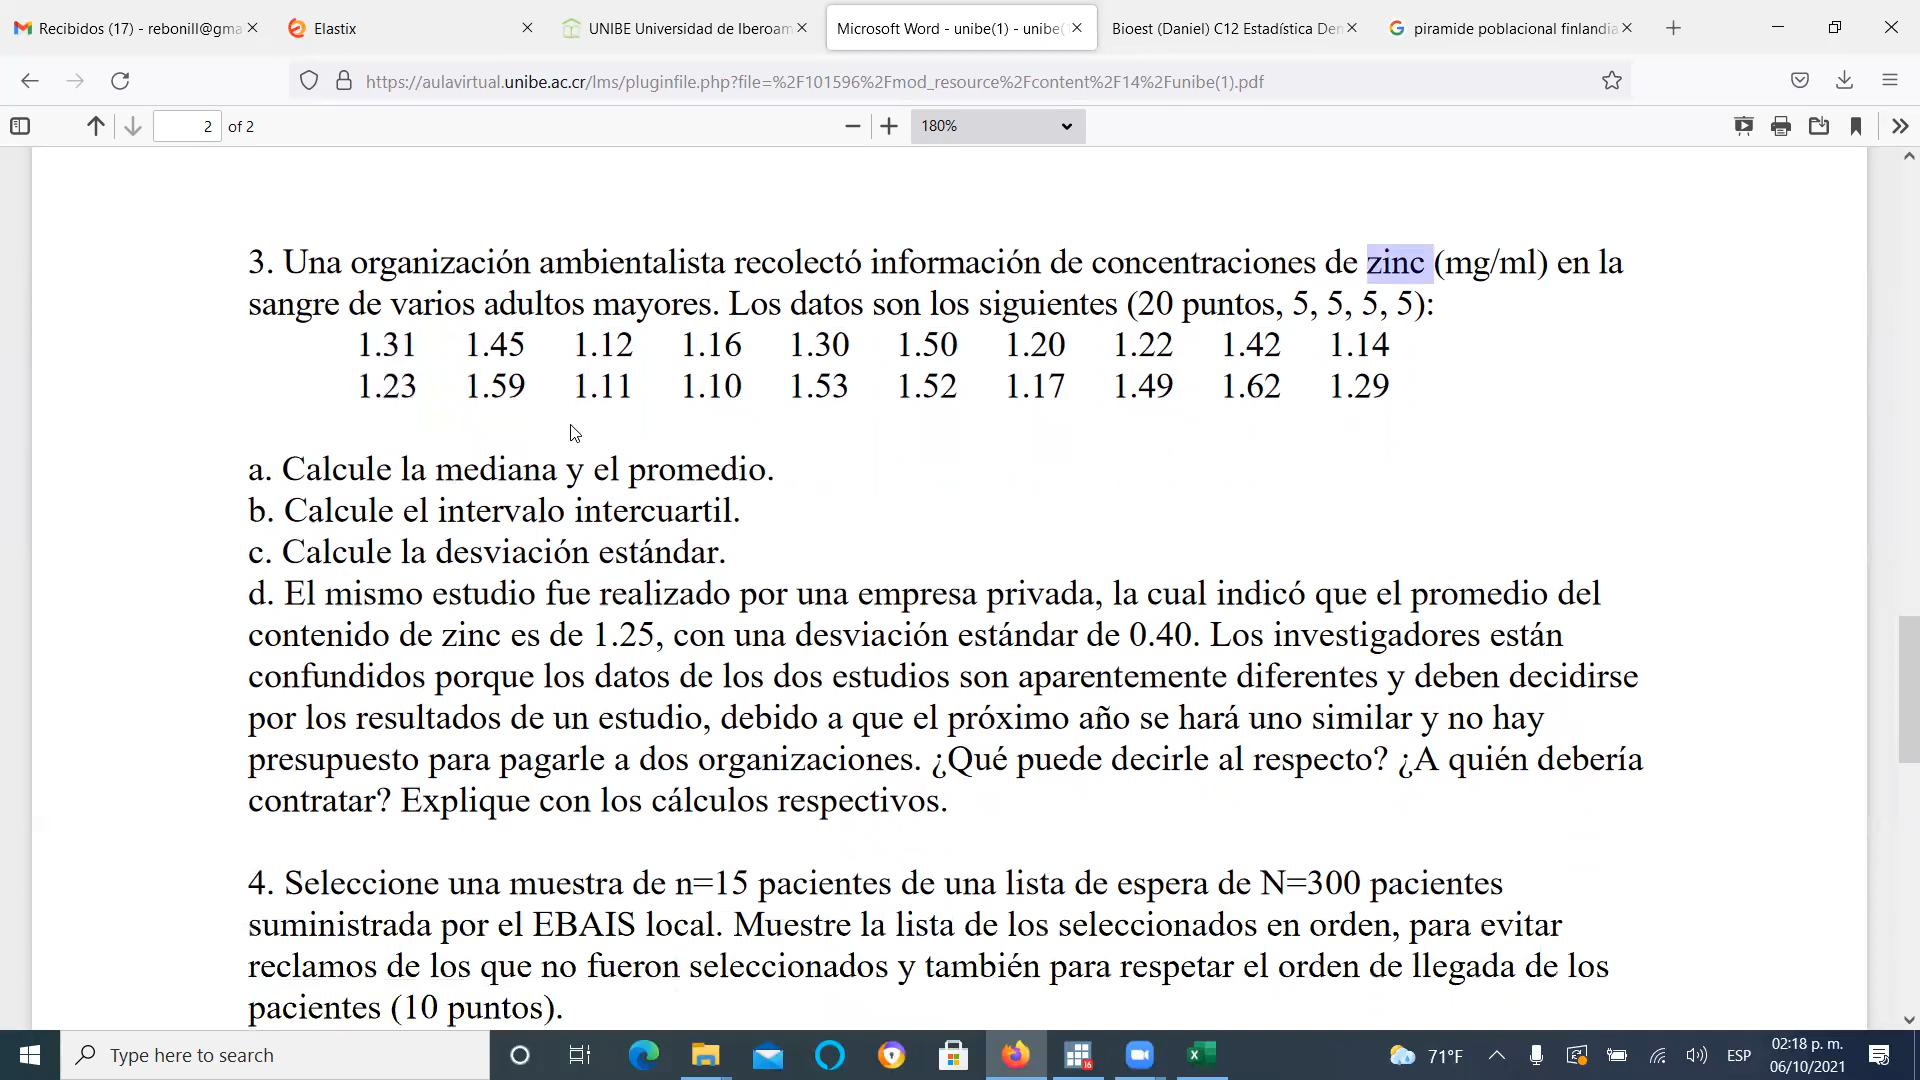 Recibidos (17) - rebonill@gma
Elastix
UNIBE Universidad de Iberoam
Microsoft Word - unibe(1) - unibe(
Bioest (Daniel) C12 Estadística Den
piramide poblacional finlandia
https://aulavirtual.unibe.ac.cr/lms/pluginfile.php?file=%2F101596%2Fmod_resource%2Fcontent%2F14%2Funibe(1).pdf
2 of 2
180%
3. Una organización ambientalista recolectó información de concentraciones de zinc (mg/ml) en la
sangre de varios adultos mayores. Los datos son los siguientes (20 puntos, 5, 5, 5, 5):
1.31 1.45 1.12 1.16 1.30 1.50 1.20 1.22 1.42 1.14
1.23 1.59 1.11 1.10 1.53 1.52 1.17 1.49 1.62 1.29
a. Calcule la mediana y el promedio.
b. Calcule el intervalo intercuartil.
c. Calcule la desviación estándar.
d. El mismo estudio fue realizado por una empresa privada, la cual indicó que el promedio del
contenido de zinc es de 1.25, con una desviación estándar de 0.40. Los investigadores están
confundidos porque los datos de los dos estudios son aparentemente diferentes y deben decidirse
por los resultados de un estudio, debido a que el próximo año se hará uno similar y no hay
presupuesto para pagarle a dos organizaciones. ¿Qué puede decirle al respecto? ¿A quién debería
contratar? Explique con los cálculos respectivos.
4. Seleccione una muestra de n=15 pacientes de una lista de espera de N=300 pacientes
suministrada por el EBAIS local. Muestre la lista de los seleccionados en orden, para evitar
reclamos de los que no fueron seleccionados y también para respetar el orden de llegada de los
pacientes (10 puntos).
Type here to search
71°F
ESP
02:18 p. m.
06/10/2021